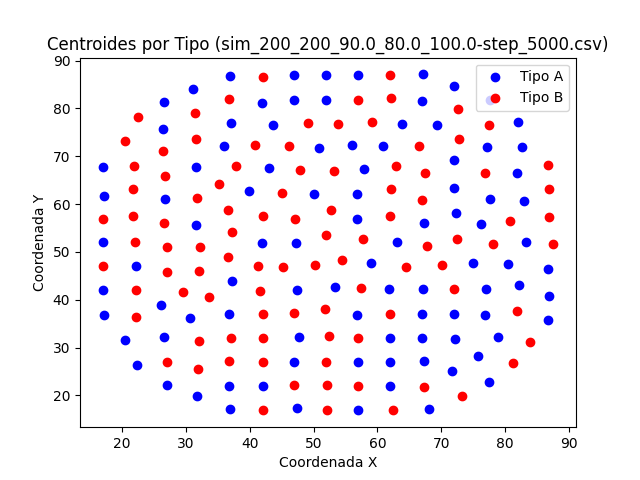 Centroides por Tipo (sim_200_200_90.0_80.0_100.0-step_5000.csv)
Tipo A
Tipo B
90
80
70
60
50
40
30
20
Coordenada Y
20 30 40 50 60 70 80 90
Coordenada X